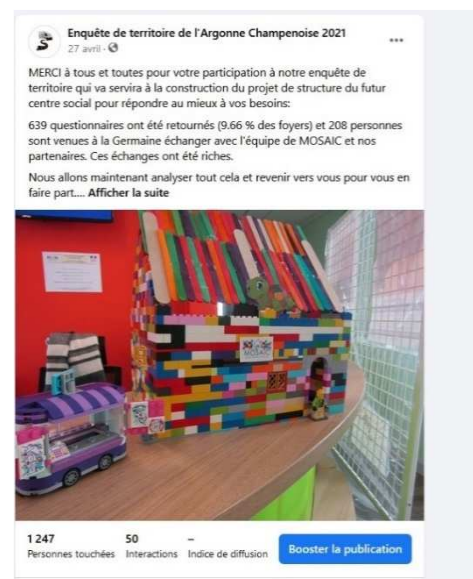 Enquête de territoire de l'Argonne Champenoise 2021
27 avril ·
MERCI à tous et toutes pour votre participation à notre enquête de
territoire qui va servira à la construction du projet de structure du futur
centre social pour répondre au mieux à vos besoins:
639 questionnaires ont été retournés (9.66 % des foyers) et 208 personnes
sont venues à la Germaine échanger avec l'équipe de MOSAIC et nos
partenaires. Ces échanges ont été riches.
Nous allons maintenant analyser tout cela et revenir vers vous pour vous en
faire part.... Afficher la suite
MOSAIC
1 247 50 –
Personnes touchées Interactions Indice de diffusion Booster la publication